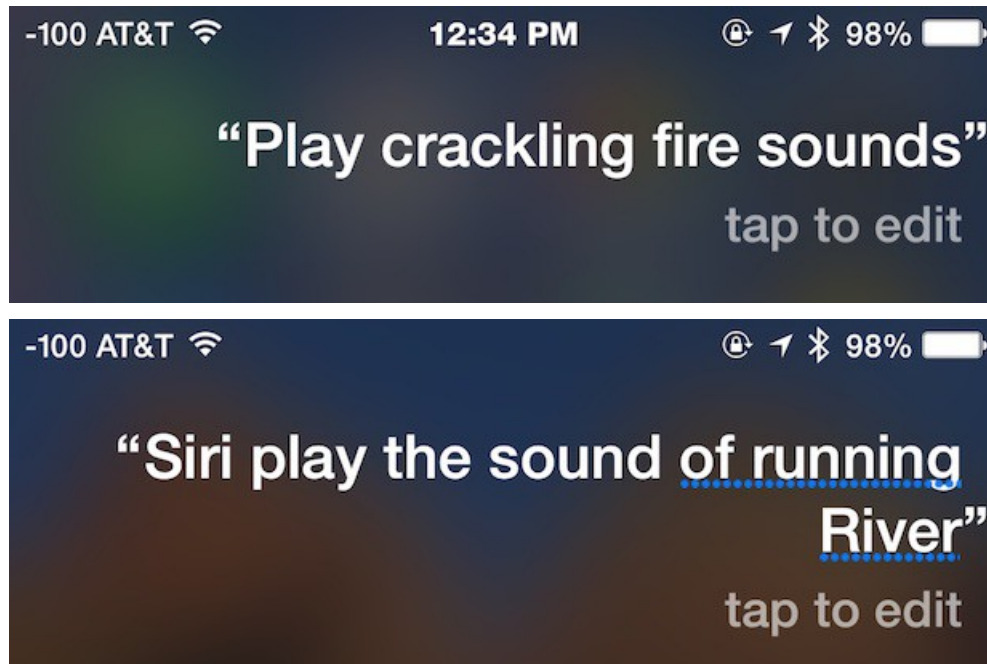 -100 AT&T 12:34 PM 98%
“Play crackling fire sounds”
tap to edit
-100 AT&T 98%
“Siri play the sound of running
River”
tap to edit